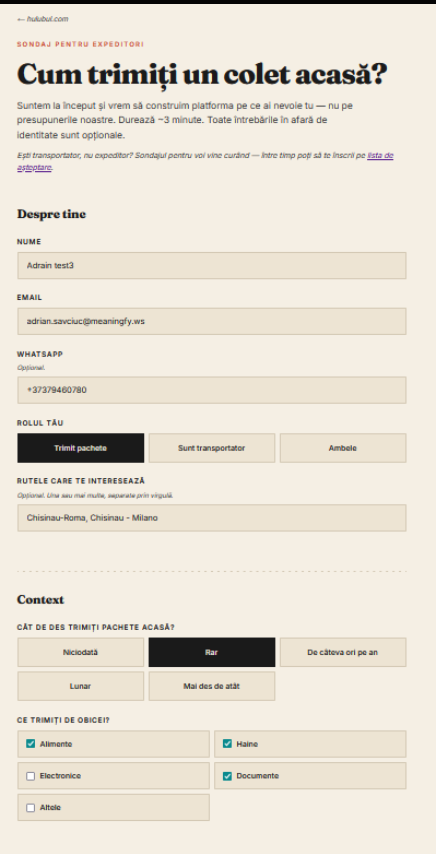 ← hulubul.com
SONDAJ PENTRU EXPEDITORI
Cum trimiți un colet acasă?
Suntem la început și vrem să construim platforma pe ce ai nevoie tu — nu pe
presupunerile noastre. Durează ~3 minute. Toate întrebările în afară de
identitate sunt opționale.
Ești transportator, nu expeditor? Sondajul pentru voi vine curând — între timp poți să te înscrii pe lista de
așteptare.
Despre tine
NUME
Adrain test3
EMAIL
adrian.savciuc@meaningfy.ws
WHATSAPP
Opțional.
+37379460780
ROLUL TĂU
Trimit pachete
Sunt transportator
Ambele
RUTELE CARE TE INTERESEAZĂ
Opțional. Una sau mai multe, separate prin virgulă.
Chisinau-Roma, Chisinau - Milano
Context
CÂT DE DES TRIMIȚI PACHETE ACASĂ?
Niciodată
Rar
De câteva ori pe an
Lunar
Mai des de atât
CE TRIMIȚI DE OBICEI?
Alimente
Haine
Electronice
Documente
Altele